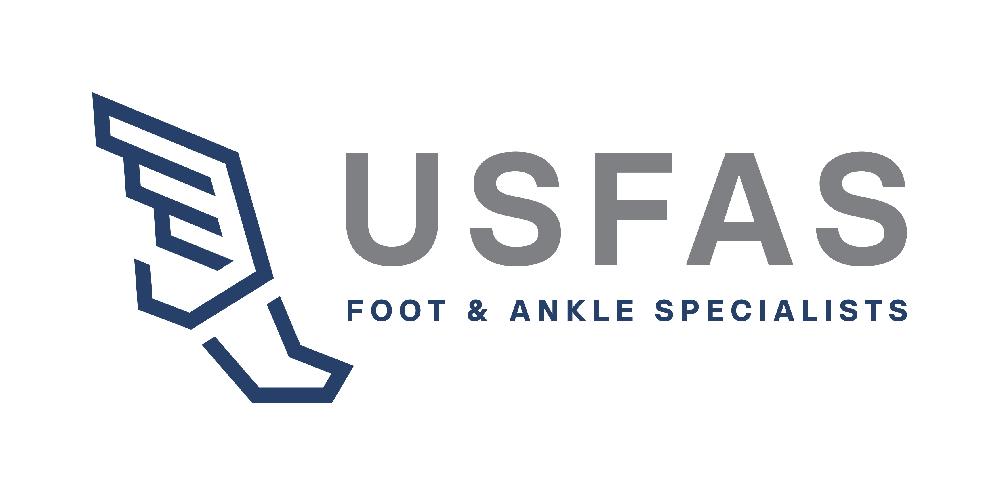 USFAS
FOOT & ANKLE SPECIALISTS